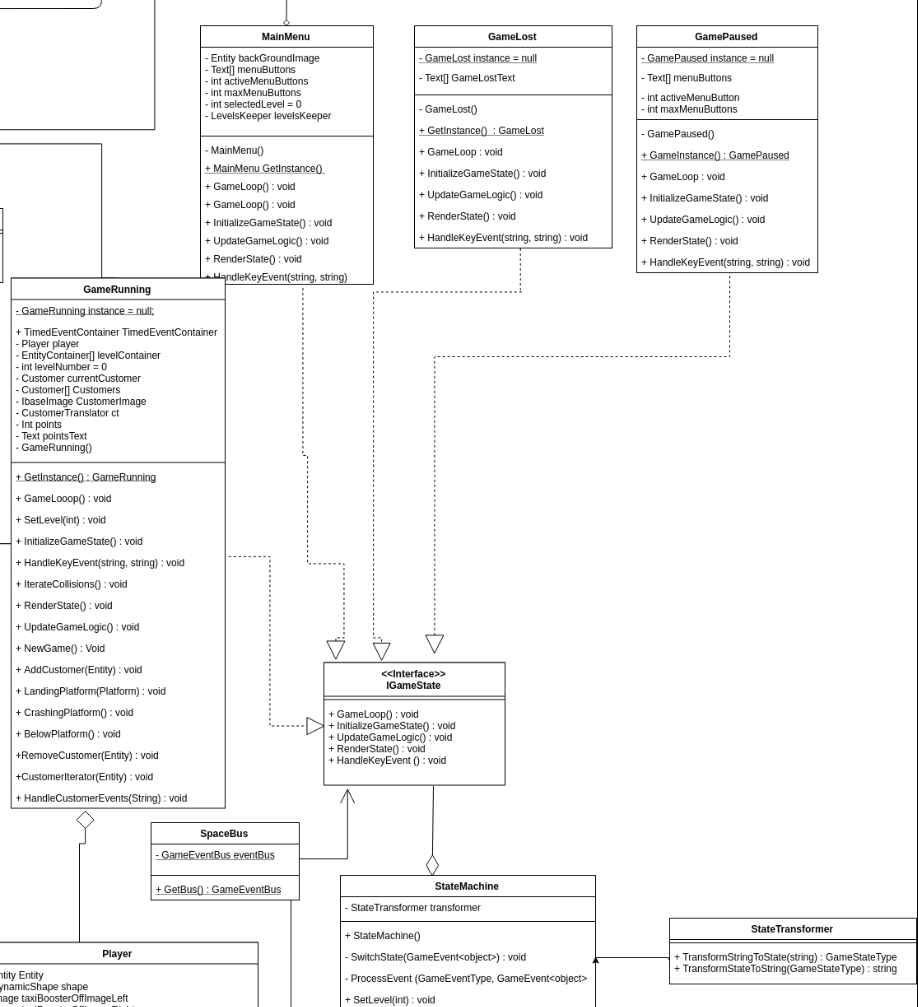 MainMenu
- Entity backGroundImage
- Text[] menuButtons
- int activeMenuButtons
- int maxMenuButtons
- int selectedLevel = 0
- LevelsKeeper levelsKeeper
- MainMenu()
+ MainMenu GetInstance()
+ GameLoop() : void
+ GameLoop() : void
+ InitializeGameState() : void
+ UpdateGameLogic() : void
+ RenderState() : void
+ HandleKeyEvent(string, string)
GameLost
- GameLost instance = null
- Text[] GameLostText
- GameLost()
+ GetInstance() : GameLost
+ GameLoop : void
+ InitializeGameState() : void
+ UpdateGameLogic() : void
+ RenderState() : void
+ HandleKeyEvent(string, string) : void
GamePaused
- GamePaused instance = null
- Text[] menuButtons
- int activeMenuButton
- int maxMenuButtons
- GamePaused()
+ GameInstance() : GamePaused
+ GameLoop : void
+ InitializeGameState() : void
+ UpdateGameLogic() : void
+ RenderState() : void
+ HandleKeyEvent(string, string) : void
GameRunning
- GameRunning instance = null;
+ TimedEventContainer TimedEventContainer
- Player player
- EntityContainer[] levelContainer
- int levelNumber = 0
- Customer currentCustomer
- Customer[] Customers
- IbaseImage CustomerImage
- CustomerTranslator ct
- Int points
- Text pointsText
- GameRunning()
+ GetInstance() : GameRunning
+ GameLooop() : void
+ SetLevel(int) : void
+ InitializeGameState() : void
+ HandleKeyEvent(string, string) : void
+ IterateCollisions() : void
+ RenderState() : void
+ UpdateGameLogic() : void
+ NewGame() : Void
+ AddCustomer(Entity) : void
+ LandingPlatform(Platform) : void
+ CrashingPlatform() : void
+ BelowPlatform() : void
+RemoveCustomer(Entity) : void
+CustomerIterator(Entity) : void
+ HandleCustomerEvents(String) : void
<<Interface>>
IGameState
+ GameLoop() : void
+ InitializeGameState() : void
+ UpdateGameLogic() : void
+ RenderState() : void
+ HandleKeyEvent () : void
SpaceBus
- GameEventBus eventBus
+ GetBus() : GameEventBus
StateMachine
- StateTransformer transformer
+ StateMachine()
- SwitchState(GameEvent<object>) : void
- ProcessEvent (GameEventType, GameEvent<object>
+ SetLevel(int) : void
StateTransformer
+ TransformStringToState(string) : GameStateType
+ TransformStateToString(GameStateType) : string
Player
Entity
shape
taxiBoosterOffImageLeft